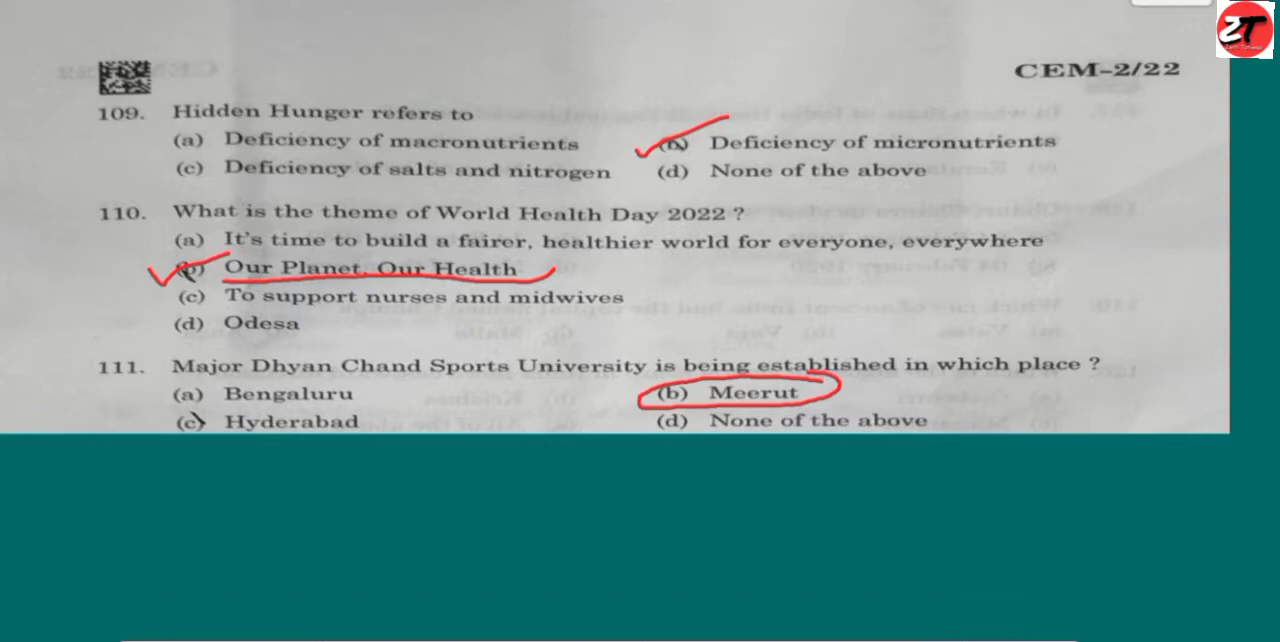 ZT
CEM-2/22
109. Hidden Hunger refers to
(a) Deficiency of macronutrients (b) Deficiency of micronutrients
(c) Deficiency of salts and nitrogen (d) None of the above
110. What is the theme of World Health Day 2022 ?
(a) It's time to build a fairer, healthier world for everyone, everywhere
(b) Our Planet, Our Health
(c) To support nurses and midwives
(d) Odesa
111. Major Dhyan Chand Sports University is being established in which place ?
(a) Bengaluru (b) Meerut
(c) Hyderabad (d) None of the above